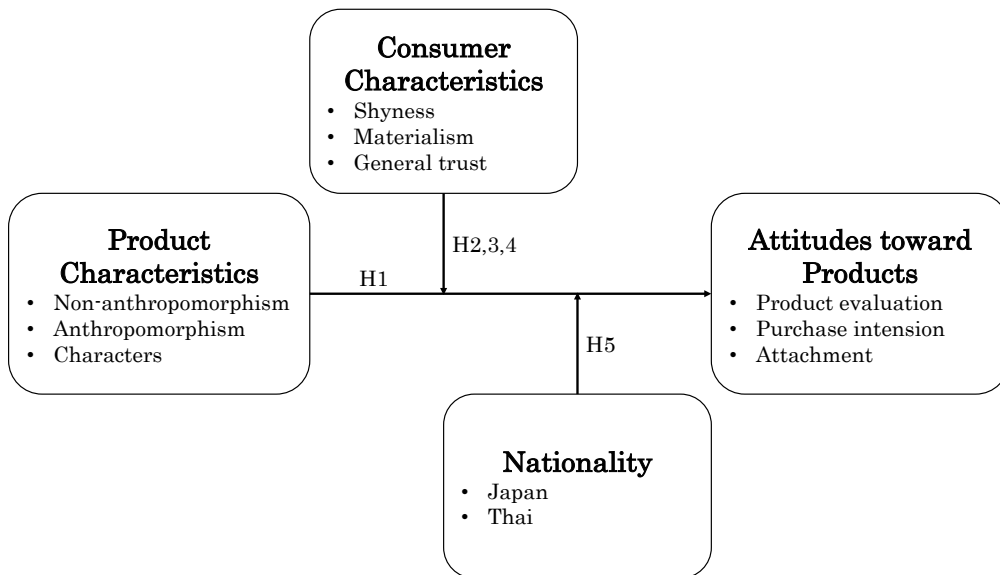 Consumer
Characteristics
• Shyness
• Materialism
• General trust
Product
Characteristics
• Non-anthropomorphism
• Anthropomorphism
• Characters
H1
H2,3,4
H5
Attitudes toward
Products
• Product evaluation
• Purchase intension
• Attachment
Nationality
• Japan
• Thai